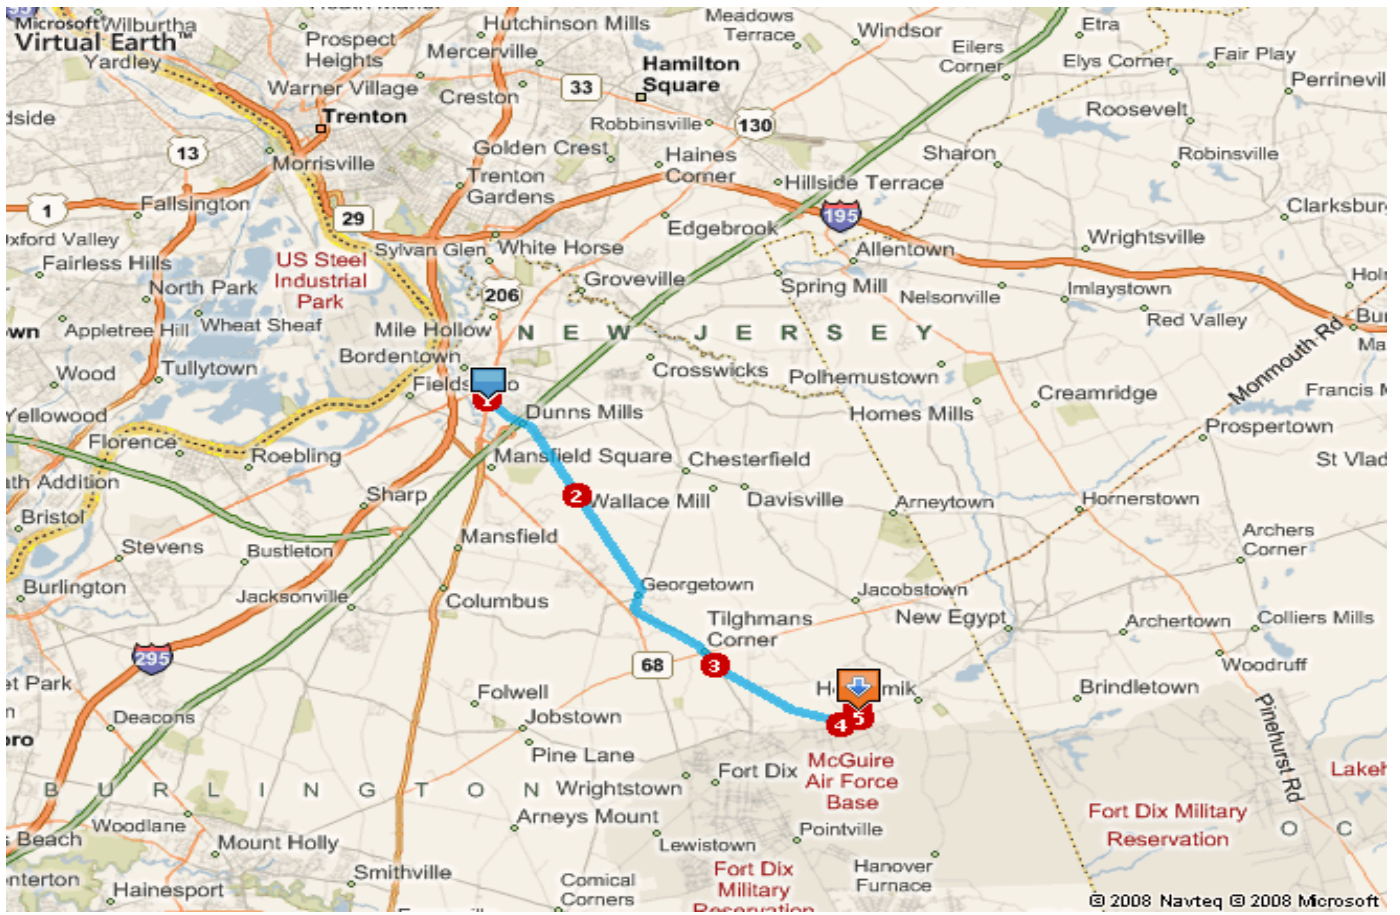 Microsoft
Virtual Earth™
Wilburtha
Yardley
Prospect
Heights
Hutchinson Mills
Mercerville
Meadows
Terrace
Windsor
Etra
Eilers
Corner
Elys Corner
Fair Play
Warner Village
Creston
33
Hamilton
Square
Roosevelt
Trenton
Robbinsville
130
13
Morrisville
Golden Crest
Haines
Corner
Sharon
Robinsville
Trenton
Gardens
Hillside Terrace
1
Fallsington
29
195
Edgebrook
Wrightsville
Sylvan Glen
White Horse
Allentown
Fairless Hills
US Steel
Industrial
Park
Groveville
Spring Mill
Nelsonville
Imlaystown
North Park
206
Red Valley
Appletree Hill
Wheat Sheaf
Mile Hollow
NEW JERSEY
Monmouth Rd
Bordentown
Crosswicks
Polhemustown
Wood
Tullytown
Creamridge
1
Dunns Mills
Homes Mills
Yellowood
Florence
Prospertown
Roebling
Mansfield Square
Chesterfield
Sharp
2
Wallace Mill
Davisville
Arneytown
Hornerstown
Bristol
Stevens
Bustleton
Mansfield
Archers
Corner
Burlington
Jacksonville
Columbus
Georgetown
Jacobstown
New Egypt
Tilghmans
Corner
Archertown
Colliers Mills
295
68
3
Woodruff
Folwell
Brindletown
Deacons
Jobstown
4
5
Pine Lane
Fort Dix
McGuire
Air Force
Base
Pinehurst Rd
BURLINGTON
Wrightstown
Woodlane
Arneys Mount
Pointville
Fort Dix Military
Reservation
O C
Mount Holly
Lewistown
Smithville
Fort Dix
Military
Reservation
Hanover
Furnace
Hainesport
Comical
Corners
© 2008 Navteq © 2008 Microsoft